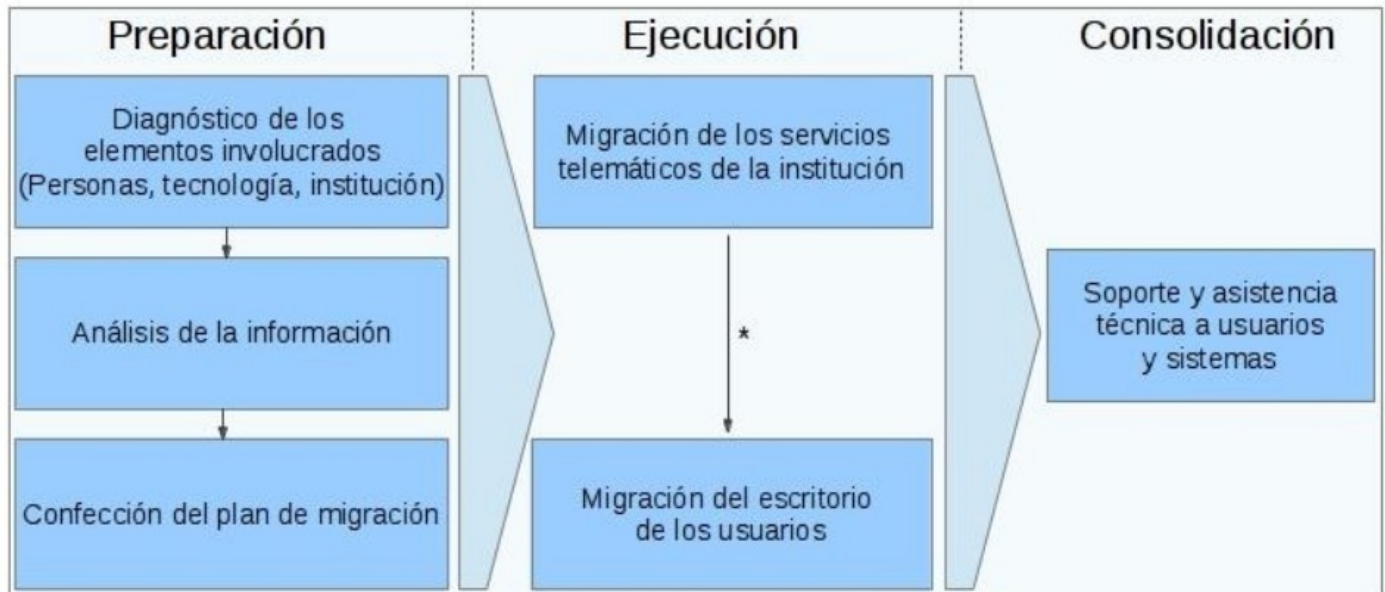 Preparación
Diagnóstico de los
elementos involucrados
(Personas, tecnología, institución)
Análisis de la información
Confección del plan de migración
Ejecución
Migración de los servicios
telemáticos de la institución
*
Migración del escritorio
de los usuarios
Consolidación
Soporte y asistencia
técnica a usuarios
y sistemas